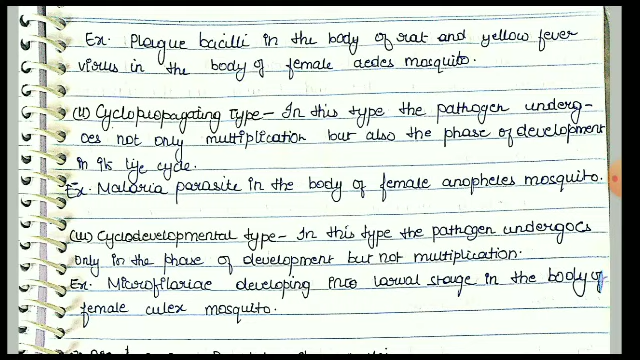 Ex. Plague bacilli in the body of rat and yellow fever
virus in the body of female aedes mosquito.
(ii) Cyclopropagating Type - In this type the pathogen underg-
oes not only multiplication but also the phase of development
in its life cycle.
Ex. Malaria parasite in the body of female anopheles mosquito.
(iii) Cyclodevelopmental type - In this type the pathogen undergoes
only in the phase of development but not multiplication.
Ex. Microfilariae developing into larval stage in the body of
female culex mosquito.